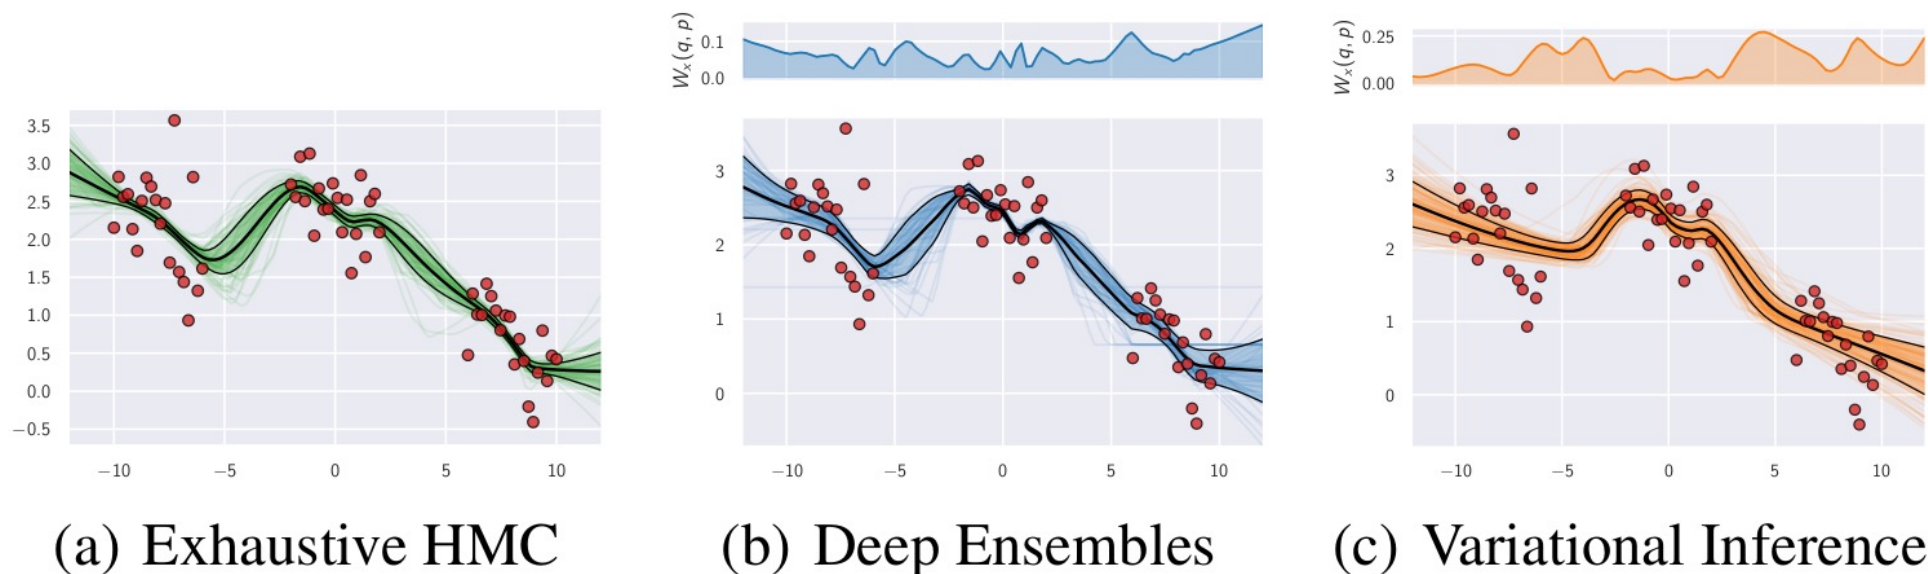 0.1
0.0
W_x(q, p)
0.25
0.00
W_x(q, p)
3.5
3.0
2.5
2.0
1.5
1.0
0.5
0.0
−0.5
−10 −5 0 5 10
3
2
1
0
−10 −5 0 5 10
3
2
1
0
−10 −5 0 5 10
(a) Exhaustive HMC
(b) Deep Ensembles
(c) Variational Inference